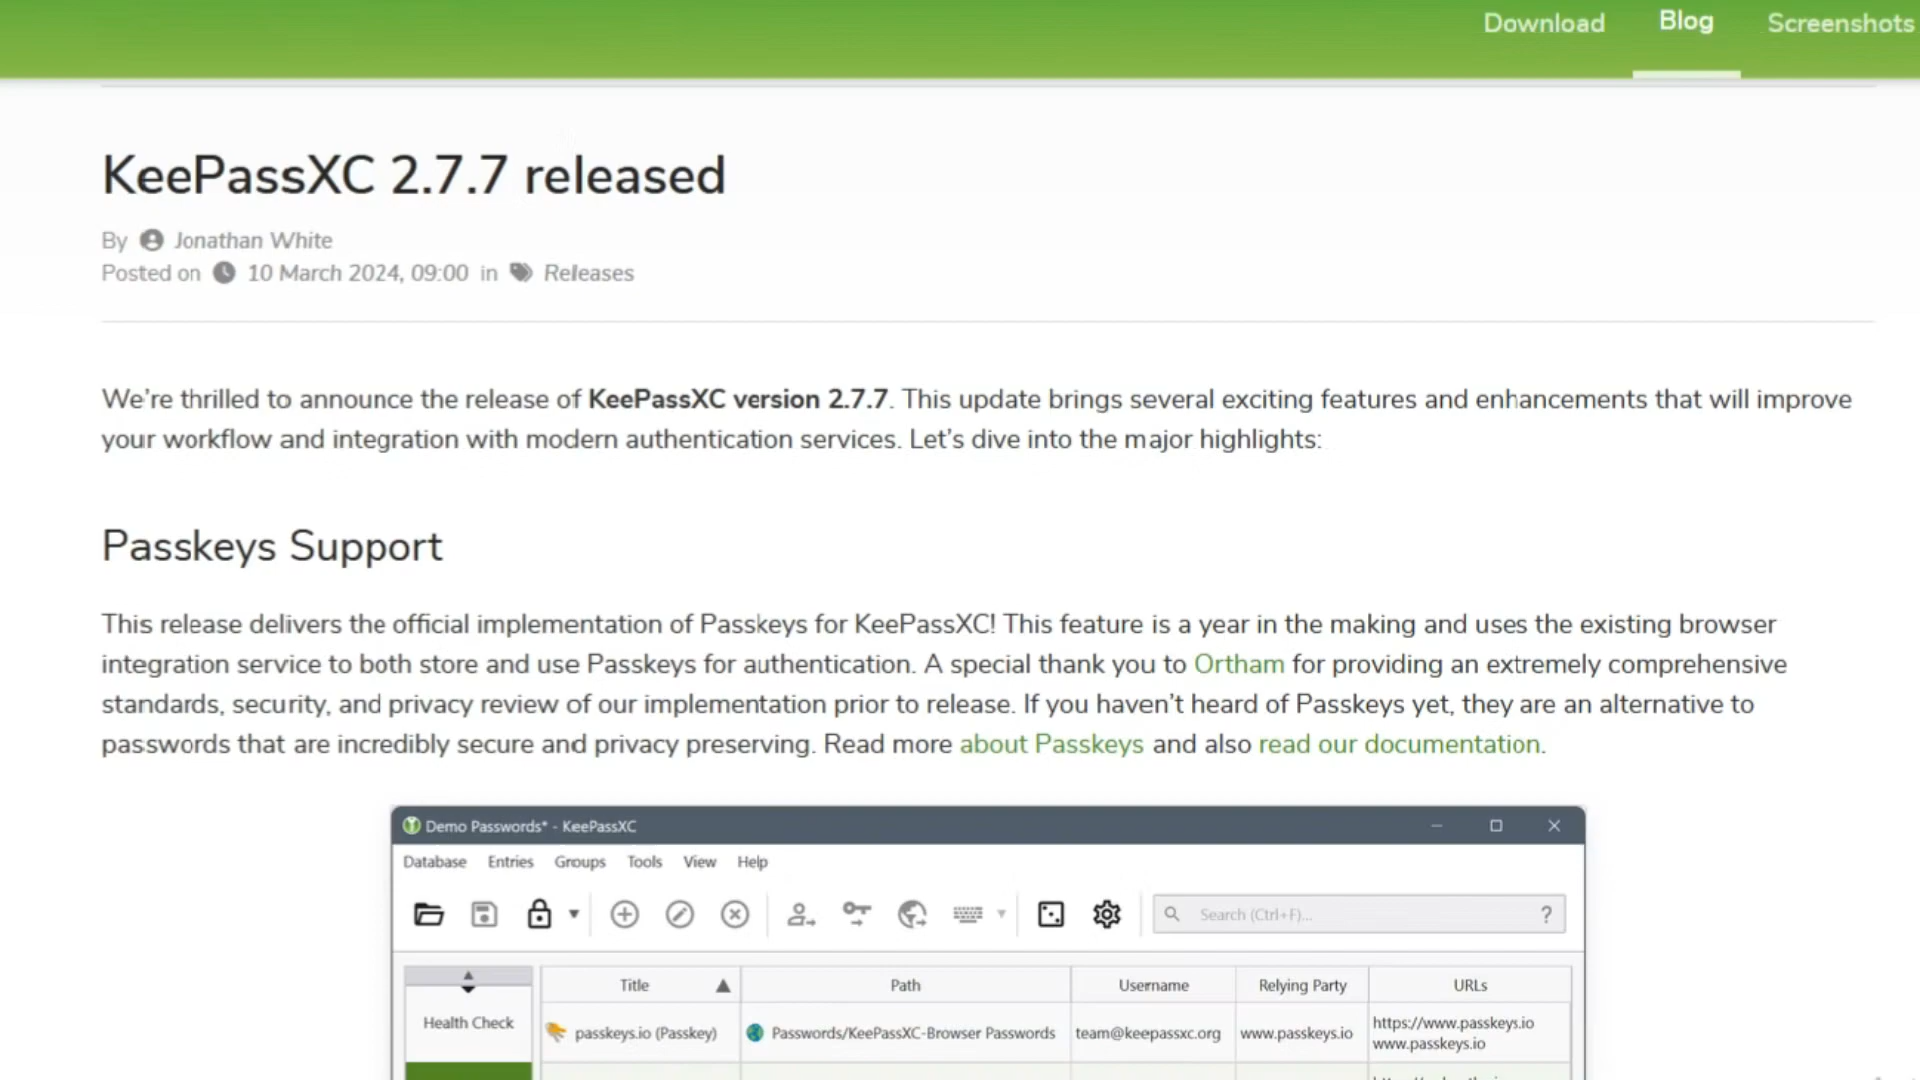 Download Blog Screenshots
KeePassXC 2.7.7 released
By Jonathan White
Posted on 10 March 2024, 09:00 in Releases
We’re thrilled to announce the release of KeePassXC version 2.7.7. This update brings several exciting features and enhancements that will improve
your workflow and integration with modern authentication services. Let’s dive into the major highlights:
Passkeys Support
This release delivers the official implementation of Passkeys for KeePassXC! This feature is a year in the making and uses the existing browser
integration service to both store and use Passkeys for authentication. A special thank you to Ortham for providing an extremely comprehensive
standards, security, and privacy review of our implementation prior to release. If you haven’t heard of Passkeys yet, they are an alternative to
passwords that are incredibly secure and privacy preserving. Read more about Passkeys and also read our documentation.
Demo Passwords* - KeePassXC
Database Entries Groups Tools View Help
Search (Ctrl+F)... ?
Title Path Username Relying Party URLs
Health Check
passkeys.io (Passkey) Passwords/KeePassXC-Browser Passwords team@keepassxc.org www.passkeys.io https://www.passkeys.io
www.passkeys.io